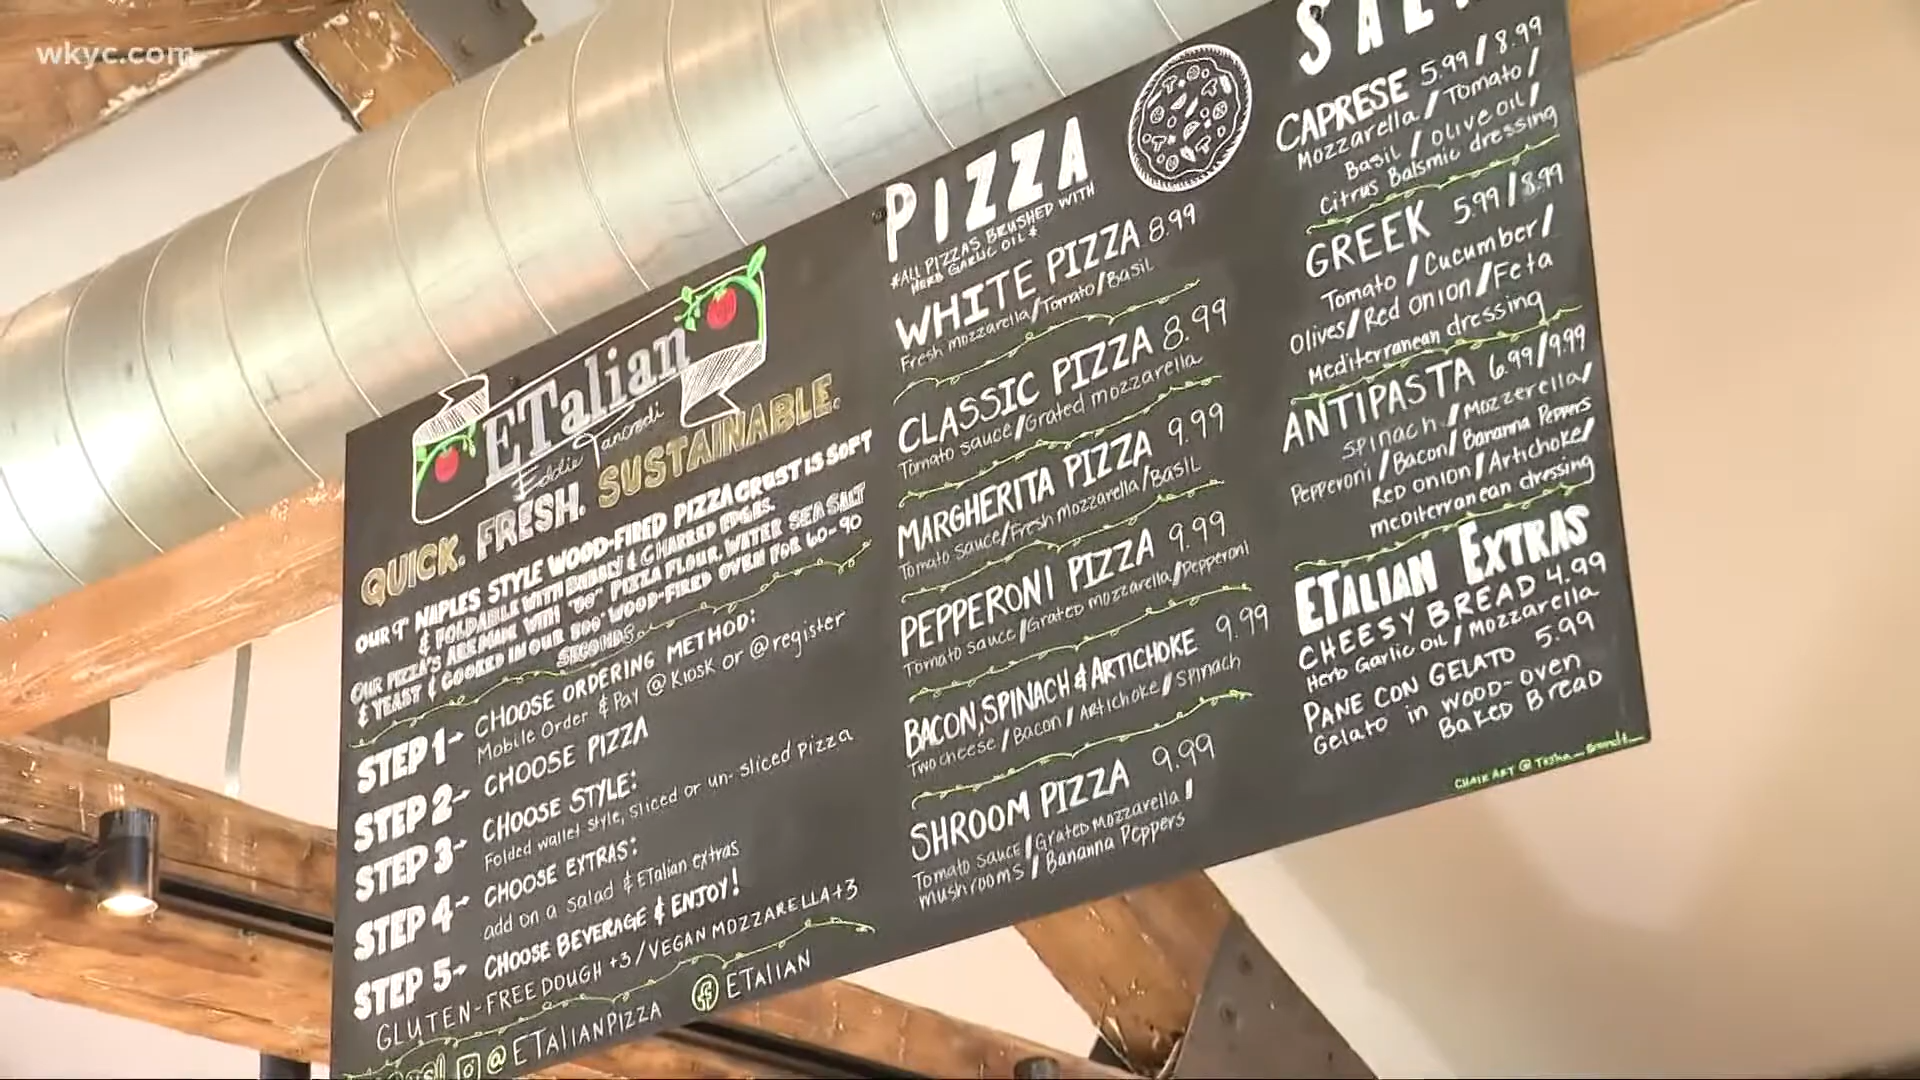 wkyc.com
ETalian
Eddie Tancredi
QUICK. FRESH. SUSTAINABLE.
OUR 9" NAPLES STYLE WOOD-FIRED PIZZA CRUST IS SOFT
& FOLDABLE WITH BUBBLY & CHARRED EDGES.
OUR PIZZA'S ARE MADE WITH "00" PIZZA FLOUR, WATER SEA SALT
& YEAST & COOKED IN OUR 800° WOOD-FIRED OVEN FOR 60-90
SECONDS.
STEP 1- CHOOSE ORDERING METHOD:
Mobile Order & Pay @ Kiosk or @register
STEP 2- CHOOSE PIZZA
STEP 3- CHOOSE STYLE:
Folded wallet style, sliced or un-sliced Pizza
STEP 4- CHOOSE EXTRAS:
add on a salad & ETalian extras
STEP 5- CHOOSE BEVERAGE & ENJOY!
GLUTEN-FREE DOUGH +3/VEGAN MOZZARELLA+3
@ETALIANPIZZA ETALIAN
PIZZA
*ALL PIZZAS BRUSHED WITH
HERB GARLIC OIL*
WHITE PIZZA 8.99
Fresh mozzarella/Tomato/Basil
CLASSIC PIZZA 8.99
Tomato sauce/Grated mozzarella
MARGHERITA PIZZA 9.99
Tomato sauce/Fresh Mozzarella/Basil
PEPPERONI PIZZA 9.99
Tomato sauce/Grated mozzarella/Pepperoni
BACON, SPINACH & ARTICHOKE 9.99
Two cheese/Bacon/Artichoke/Spinach
SHROOM PIZZA 9.99
Tomato sauce/Grated Mozzarella/
mushrooms/Bananna Peppers
CAPRESE 5.99/8.99
Mozzarella/Tomato/
Basil/olive oil/
Citrus Balsmic dressing
GREEK 5.99/8.99
Tomato/Cucumber/
Olives/Red onion/Feta
Mediterranean dressing
ANTIPASTA 6.99/9.99
Spinach/Mozzerella/
Pepperoni/Bacon/Bananna Peppers
Red onion/Artichoke/
mediterranean dressing
ETALIAN EXTRAS
CHEESY BREAD 4.99
Herb Garlic Oil/Mozzarella
PANE CON GELATO 5.99
Gelato in wood-oven
Baked Bread
CHALK ART @